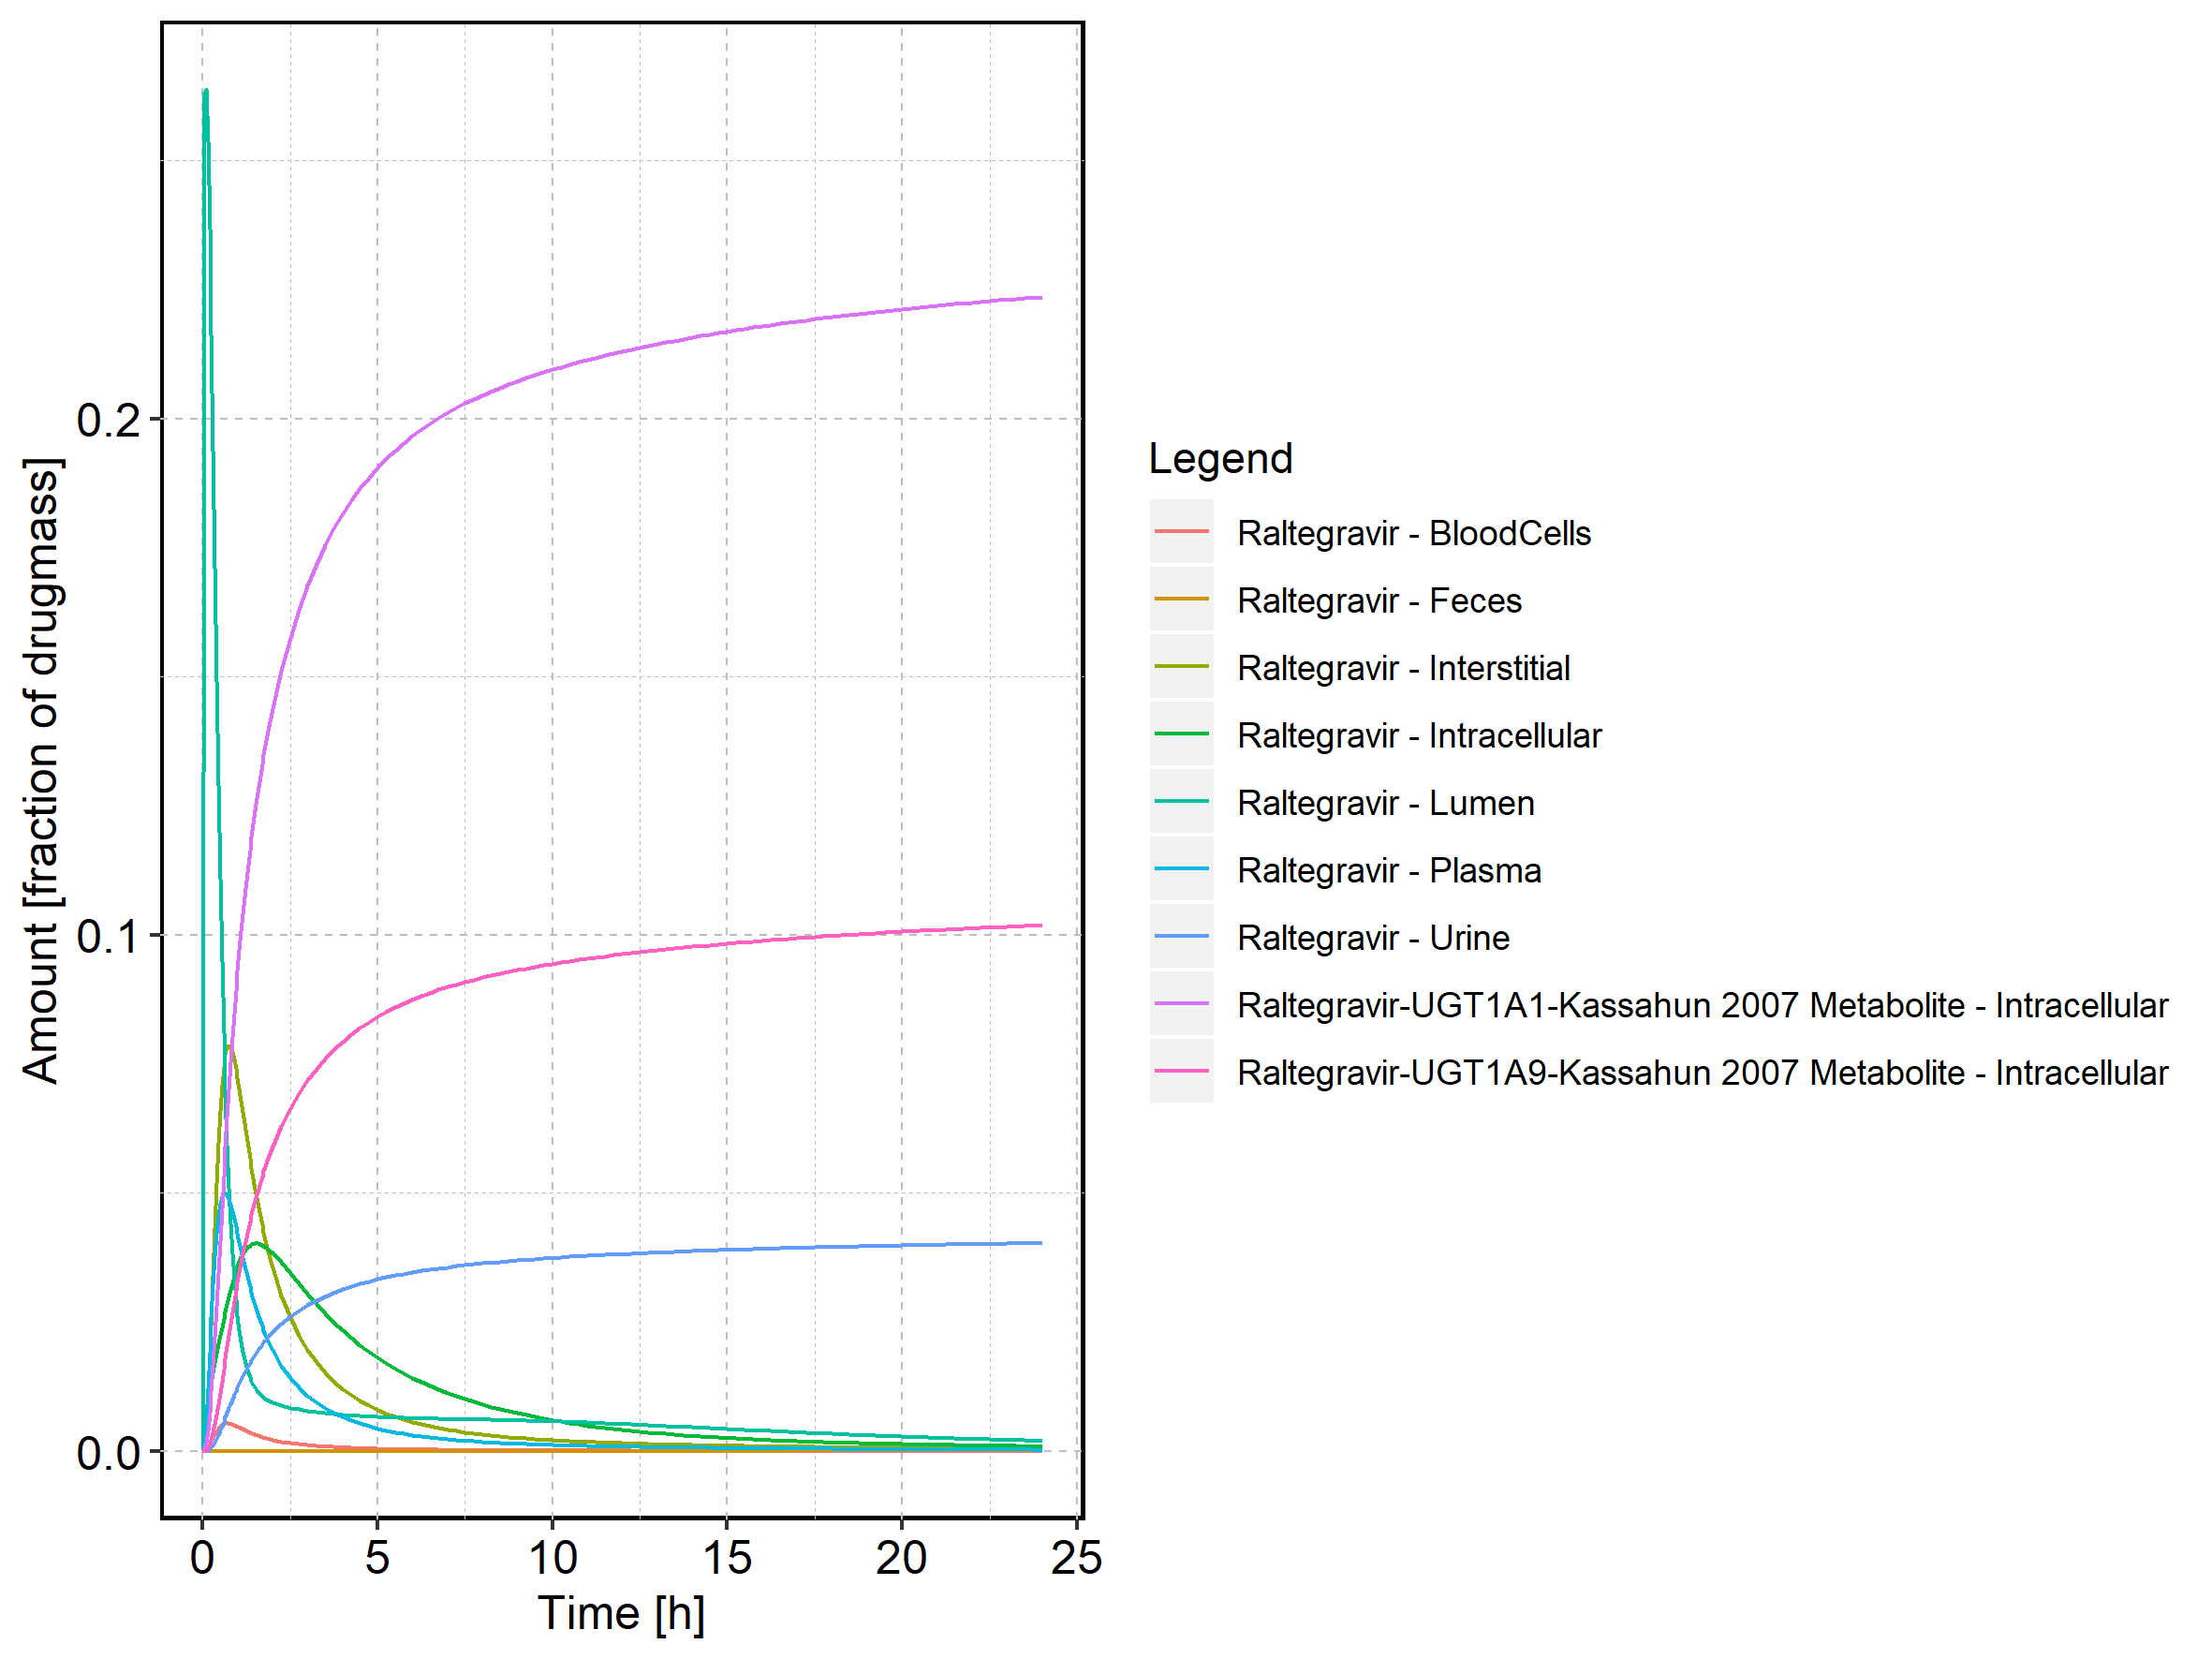 Amount [fraction of drugmass]
0.2
0.1
0.0
0 5 10 15 20 25
Time [h]
Legend
Raltegravir - BloodCells
Raltegravir - Feces
Raltegravir - Interstitial
Raltegravir - Intracellular
Raltegravir - Lumen
Raltegravir - Plasma
Raltegravir - Urine
Raltegravir-UGT1A1-Kassahun 2007 Metabolite - Intracellular
Raltegravir-UGT1A9-Kassahun 2007 Metabolite - Intracellular